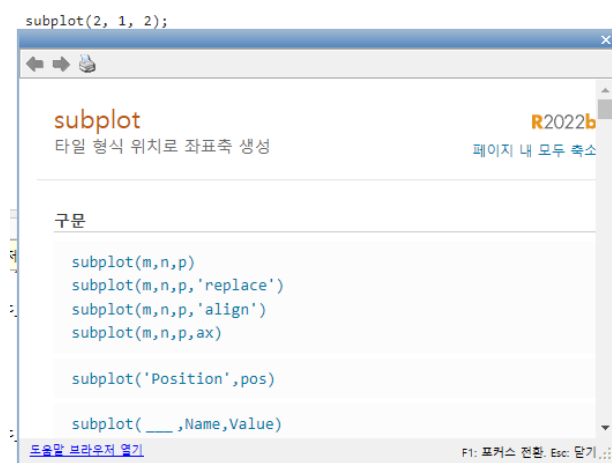 subplot(2, 1, 2);
subplot
R2022b
타일 형식 위치로 좌표축 생성
페이지 내 모두 축소
구문
subplot(m,n,p)
subplot(m,n,p,'replace')
subplot(m,n,p,'align')
subplot(m,n,p,ax)
subplot('Position',pos)
subplot( ___ ,Name,Value)
도움말 브라우저 열기
F1: 포커스 전환. Esc: 닫기